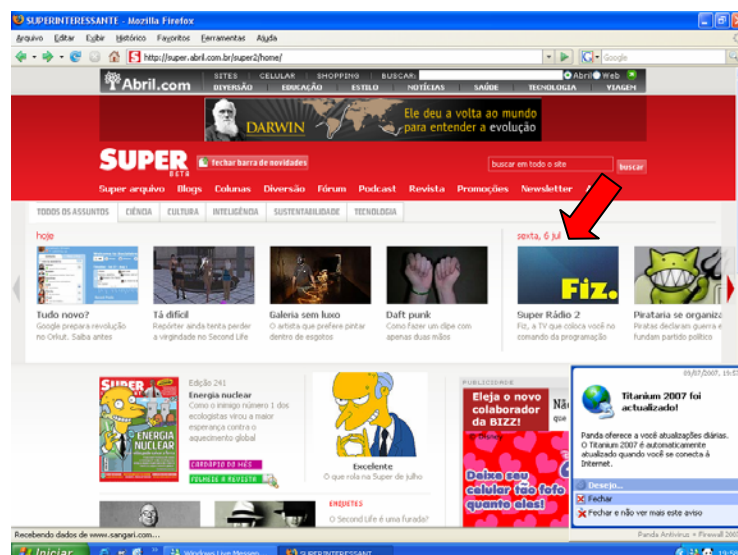 SUPERINTERESSANTE - Mozilla Firefox
Arquivo Editar Exibir Histórico Favoritos Ferramentas Ajuda
http://super.abril.com.br/super2/home/
Google
Abril.com
SITES CELULAR SHOPPING BUSCAR: Abril Web
DIVERSÃO EDUCAÇÃO ESTILO NOTÍCIAS SAÚDE TECNOLOGIA VIAGEM
DARWIN
Ele deu a volta ao mundo
para entender a evolução
SUPER
BETA
fechar barra de novidades
buscar em todo o site
buscar
Super arquivo Blogs Colunas Diversão Fórum Podcast Revista Promoções Newsletter
TODOS OS ASSUNTOS CIÊNCIA CULTURA INTELIGÊNCIA SUSTENTABILIDADE TECNOLOGIA
hoje
sexta, 6 jul
Fiz.
Tudo novo?
Google prepara revolução
no Orkut. Saiba antes
Tá difícil
Repórter ainda tenta perder
a virgindade no Second Life
Galeria sem luxo
O artista que prefere pintar
dentro de esgotos
Daft punk
Como fazer um clipe com
apenas duas mãos
Super Rádio 2
Fiz, a TV que coloca você no
comando da programação
Pirataria se organiza
Piratas declaram guerra e
fundam partido político
SUPER
ENERGIA
NUCLEAR
Edição 241
Energia nuclear
Como o inimigo número 1 dos
ecologistas virou a maior
esperança contra o
aquecimento global
CARDÁPIO DO MÊS
FOLHEIE A REVISTA
Excelente
O que rola na Super de julho
ENQUETES
O Second Life é uma furada?
PUBLICIDADE
Eleja o novo
colaborador
da BIZZ!
© Disney
Deixe seu
celular tão fofo
quanto eles!
que
09/07/2007, 19:57
Titanium 2007 foi
actualizado!
Panda oferece a você atualizações diárias.
O Titanium 2007 é automaticamente
atualizado quando você se conecta à
Internet.
Desejo...
Fechar
Fechar e não ver mais este aviso
Panda Antivirus + Firewall 2007
Recebendo dados de www.sangari.com...
Iniciar
Windows Live Messen...
SUPERINTERESSANT...